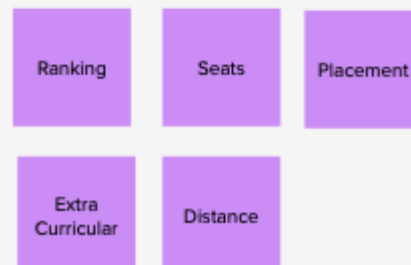 Ranking
Seats
Placement
Extra
Curricular
Distance